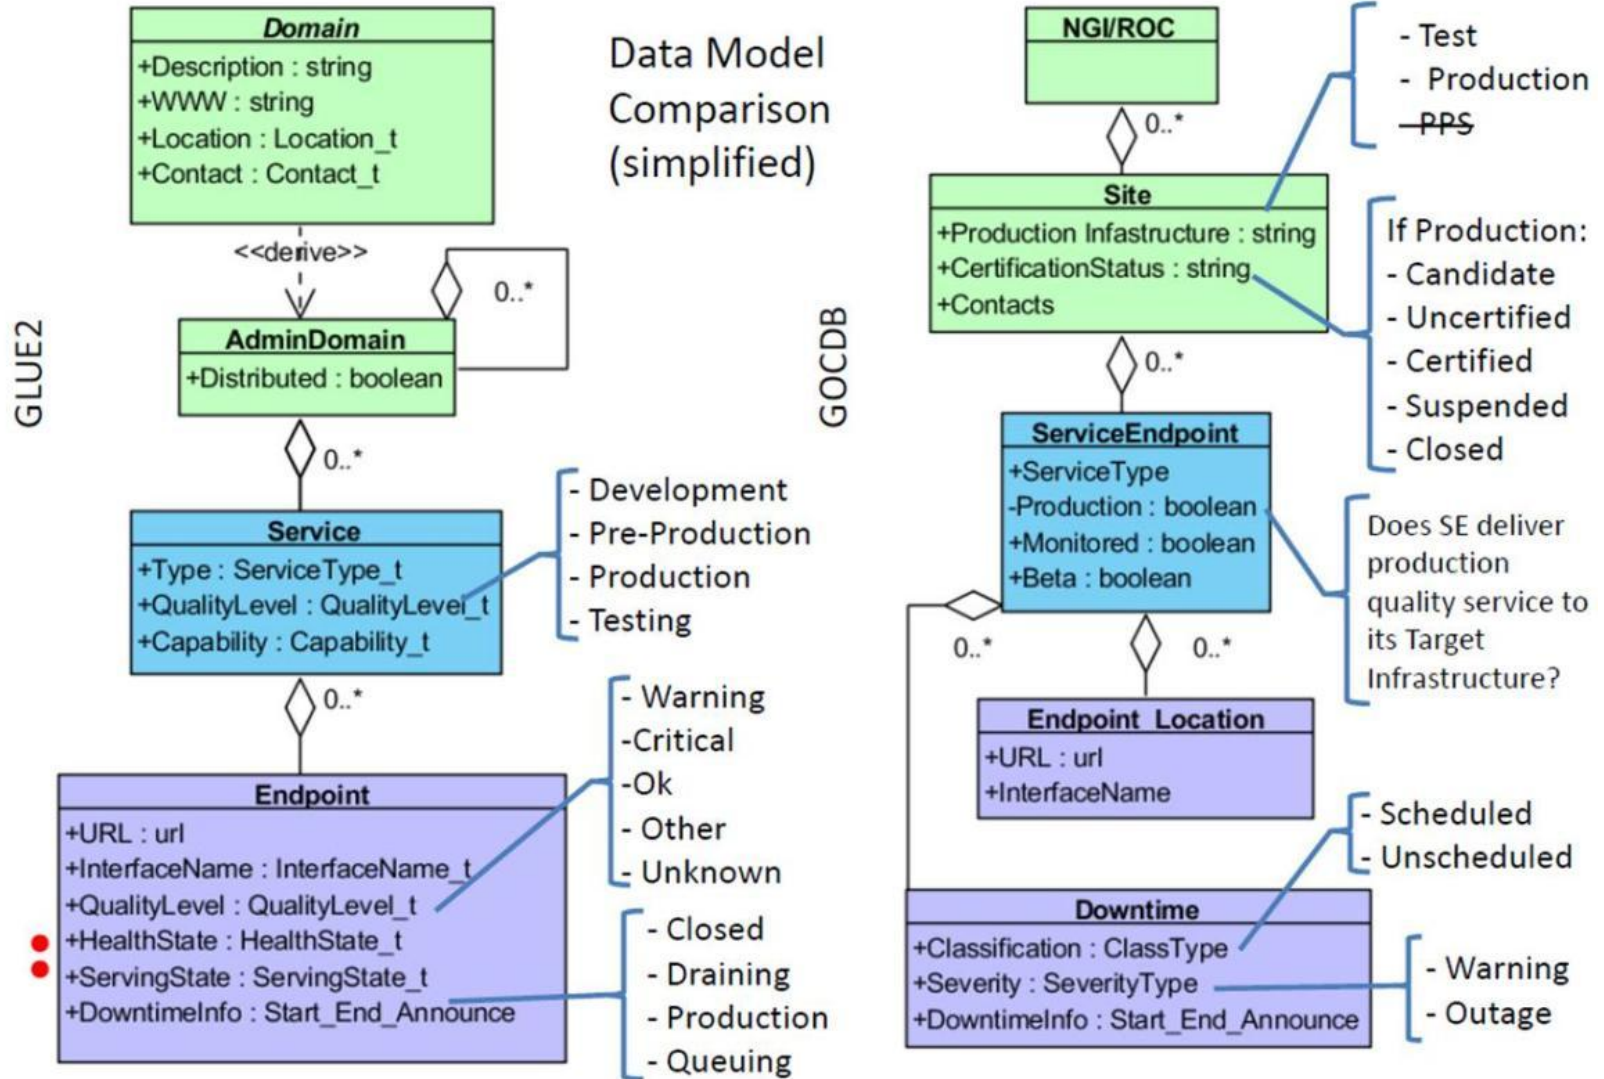 Data Model
Comparison
(simplified)
GLUE2
Domain
+Description : string
+WWW : string
+Location : Location_t
+Contact : Contact_t
<<derive>>
0..*
AdminDomain
+Distributed : boolean
0..*
Service
+Type : ServiceType_t
+QualityLevel : QualityLevel_t
+Capability : Capability_t
- Development
- Pre-Production
- Production
- Testing
0..*
Endpoint
+URL : url
+InterfaceName : InterfaceName_t
+QualityLevel : QualityLevel_t
+HealthState : HealthState_t
+ServingState : ServingState_t
+DowntimeInfo : Start_End_Announce
- Warning
-Critical
-Ok
- Other
- Unknown
- Closed
- Draining
- Production
- Queuing
GOCDB
NGI/ROC
0..*
Site
+Production Infastructure : string
+CertificationStatus : string
+Contacts
- Test
- Production
- PPS
If Production:
- Candidate
- Uncertified
- Certified
- Suspended
- Closed
0..*
ServiceEndpoint
+ServiceType
-Production : boolean
+Monitored : boolean
+Beta : boolean
Does SE deliver
production
quality service to
its Target
Infrastructure?
0..*
0..*
Endpoint_Location
+URL : url
+InterfaceName
Downtime
+Classification : ClassType
+Severity : SeverityType
+DowntimeInfo : Start_End_Announce
- Scheduled
- Unscheduled
- Warning
- Outage